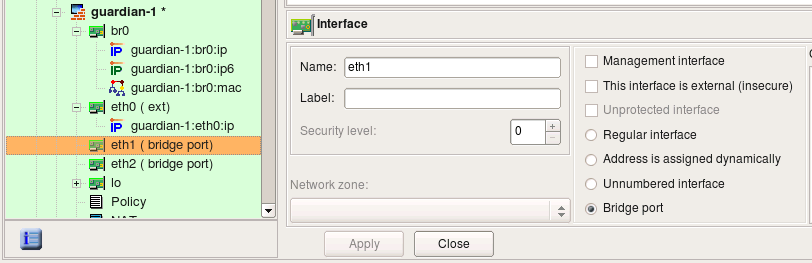 guardian-1 *
br0
IP guardian-1:br0:ip
IP guardian-1:br0:ip6
guardian-1:br0:mac
eth0 ( ext)
IP guardian-1:eth0:ip
eth1 ( bridge port)
eth2 ( bridge port)
lo
Policy
Interface
Name: eth1
Label:
Security level: 0
Network zone:
Management interface
This interface is external (insecure)
Unprotected interface
Regular interface
Address is assigned dynamically
Unnumbered interface
Bridge port
Apply Close